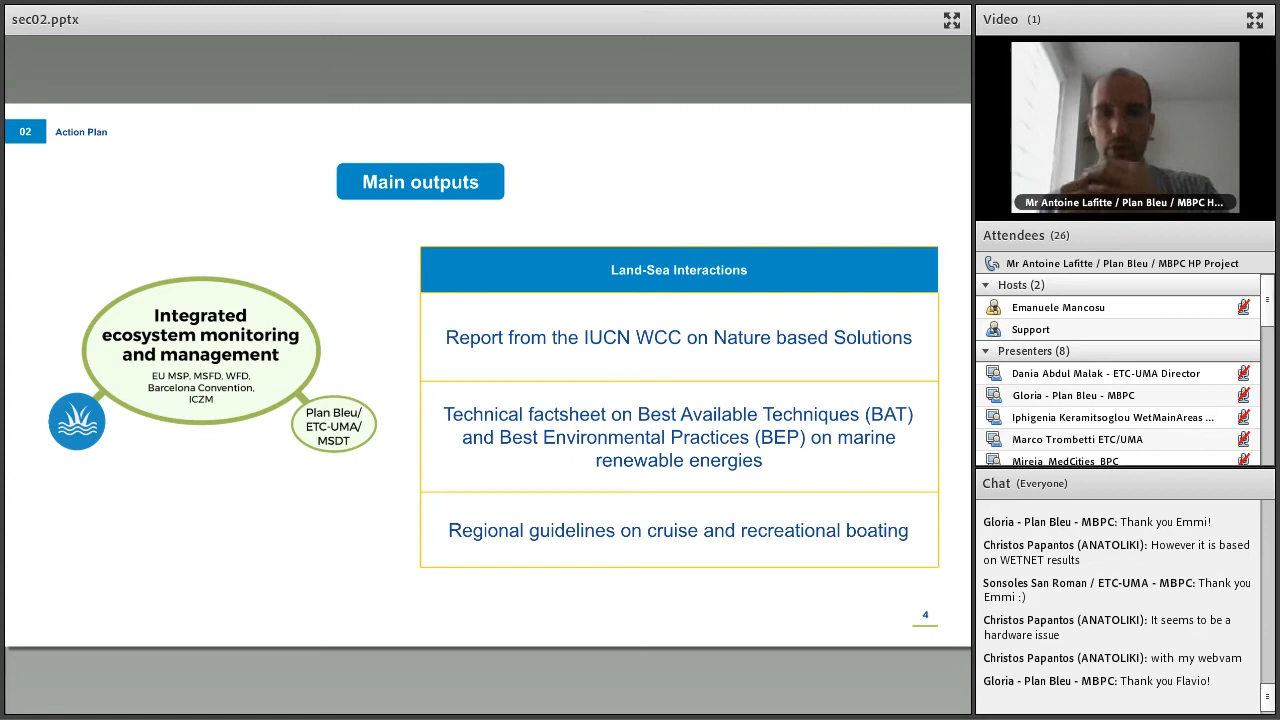 sec02.pptx
02 Action Plan
Main outputs
Integrated
ecosystem monitoring
and management
EU MSP, MSFD, WFD,
Barcelona Convention,
ICZM
Plan Bleu/
ETC-UMA/
MSDT
Land-Sea Interactions
Report from the IUCN WCC on Nature based Solutions
Technical factsheet on Best Available Techniques (BAT)
and Best Environmental Practices (BEP) on marine
renewable energies
Regional guidelines on cruise and recreational boating
4
Video (1)
Mr Antoine Lafitte / Plan Bleu / MBPC H...
Attendees (26)
Mr Antoine Lafitte / Plan Bleu / MBPC HP Project
Hosts (2)
Emanuele Mancosu
Support
Presenters (8)
Dania Abdul Malak - ETC-UMA Director
Gloria - Plan Bleu - MBPC
Iphigenia Keramitsoglou WetMainAreas ...
Marco Trombetti ETC/UMA
Mireia MedCities BPC
Chat (Everyone)
Gloria - Plan Bleu - MBPC: Thank you Emmi!
Christos Papantos (ANATOLIKI): However it is based
on WETNET results
Sonsoles San Roman / ETC-UMA - MBPC: Thank you
Emmi :)
Christos Papantos (ANATOLIKI): It seems to be a
hardware issue
Christos Papantos (ANATOLIKI): with my webvam
Gloria - Plan Bleu - MBPC: Thank you Flavio!